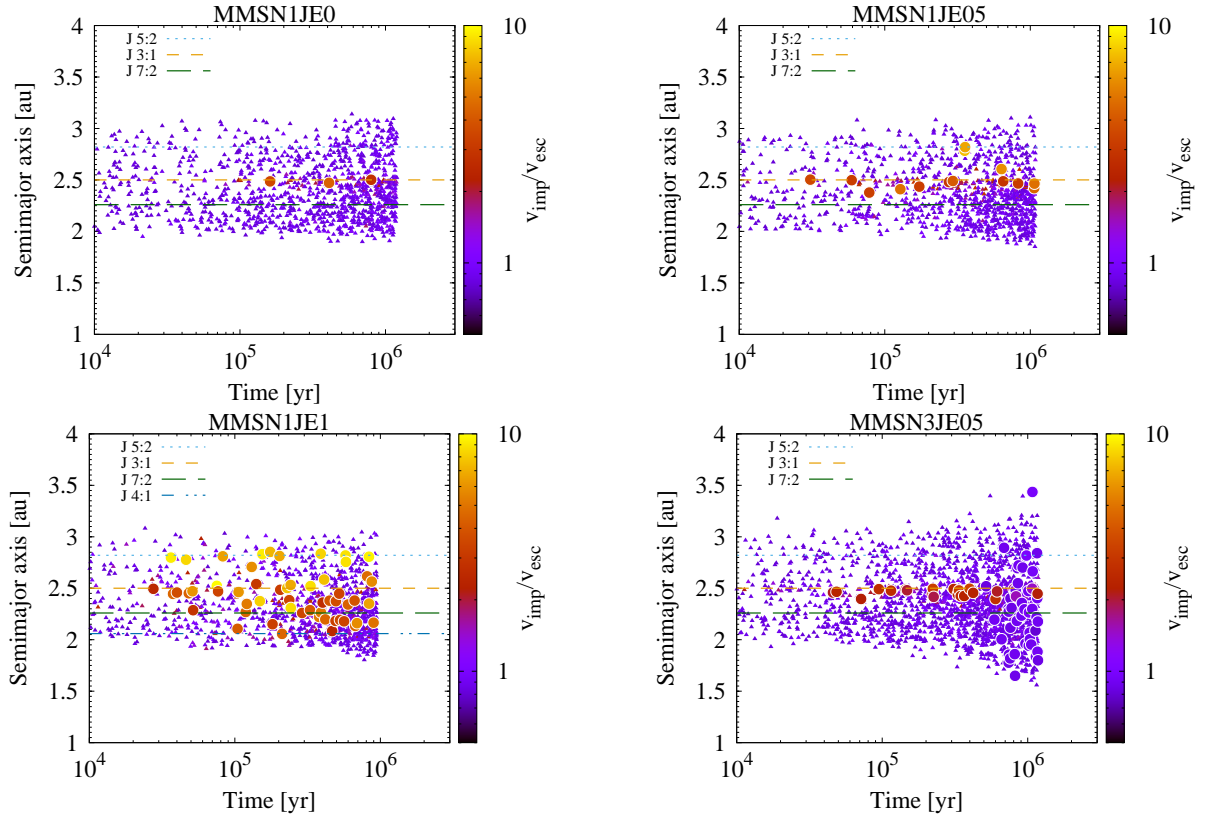 MMSN1JE0
4
3.5
3
2.5
2
1.5
1
Semimajor axis [au]
J 5:2
J 3:1
J 7:2
10^4
10^5
10^6
Time [yr]
10
1
v_imp/v_esc
MMSN1JE05
4
3.5
3
2.5
2
1.5
1
Semimajor axis [au]
J 5:2
J 3:1
J 7:2
10^4
10^5
10^6
Time [yr]
10
1
v_imp/v_esc
MMSN1JE1
4
3.5
3
2.5
2
1.5
1
Semimajor axis [au]
J 5:2
J 3:1
J 7:2
J 4:1
10^4
10^5
10^6
Time [yr]
10
1
v_imp/v_esc
MMSN3JE05
4
3.5
3
2.5
2
1.5
1
Semimajor axis [au]
J 5:2
J 3:1
J 7:2
10^4
10^5
10^6
Time [yr]
10
1
v_imp/v_esc